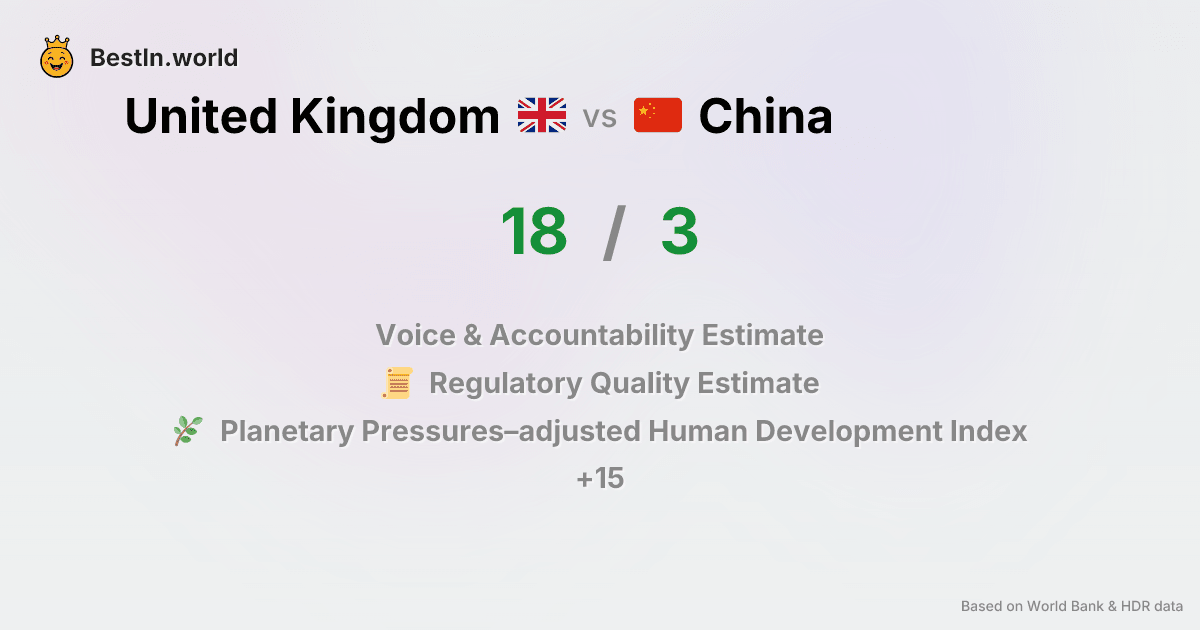 BestIn.world
United Kingdom vs China
18 / 3
Voice & Accountability Estimate
Regulatory Quality Estimate
Planetary Pressures–adjusted Human Development Index
+15
Based on World Bank & HDR data